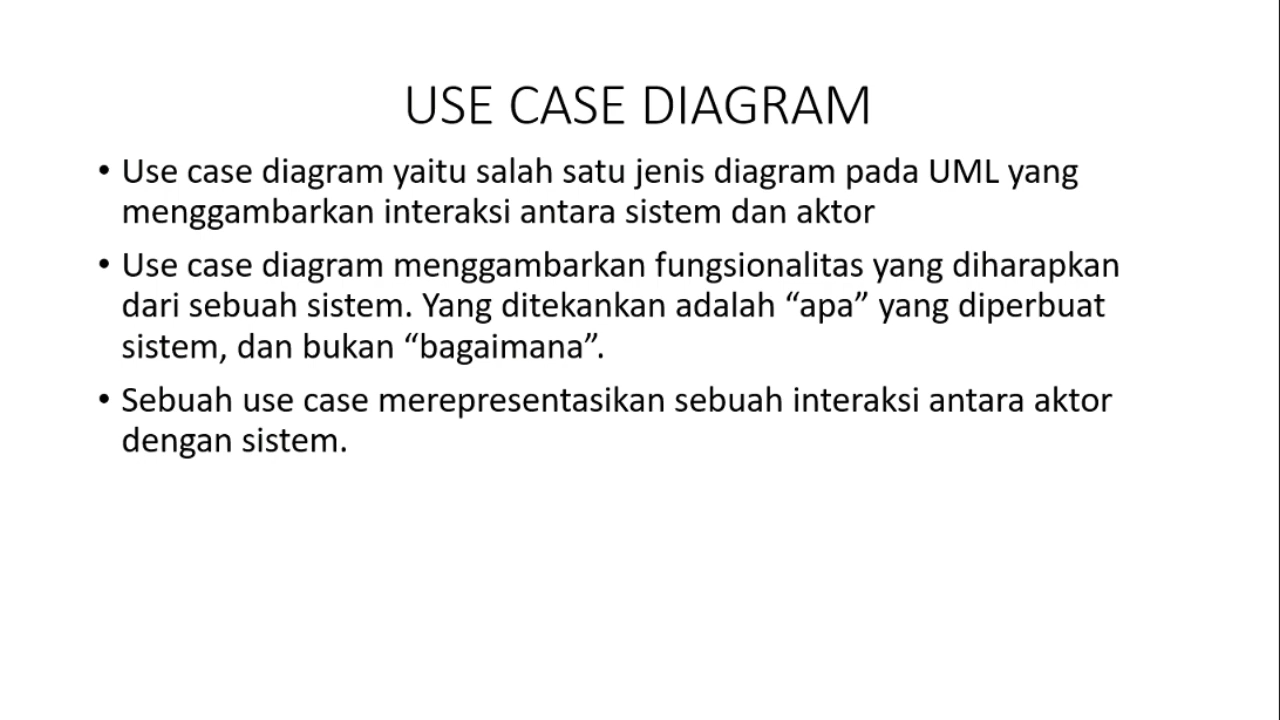 USE CASE DIAGRAM
• Use case diagram yaitu salah satu jenis diagram pada UML yang
menggambarkan interaksi antara sistem dan aktor
• Use case diagram menggambarkan fungsionalitas yang diharapkan
dari sebuah sistem. Yang ditekankan adalah “apa” yang diperbuat
sistem, dan bukan “bagaimana”.
• Sebuah use case merepresentasikan sebuah interaksi antara aktor
dengan sistem.